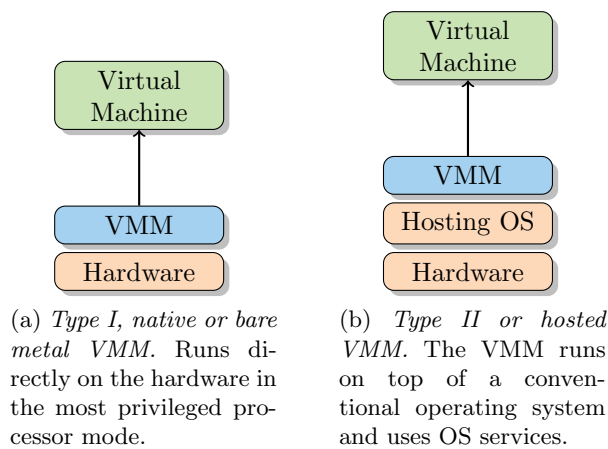 Virtual
Machine
VMM
Hardware
(a) Type I, native or bare
metal VMM. Runs di-
rectly on the hardware in
the most privileged pro-
cessor mode.
Virtual
Machine
VMM
Hosting OS
Hardware
(b) Type II or hosted
VMM. The VMM runs
on top of a conven-
tional operating system
and uses OS services.